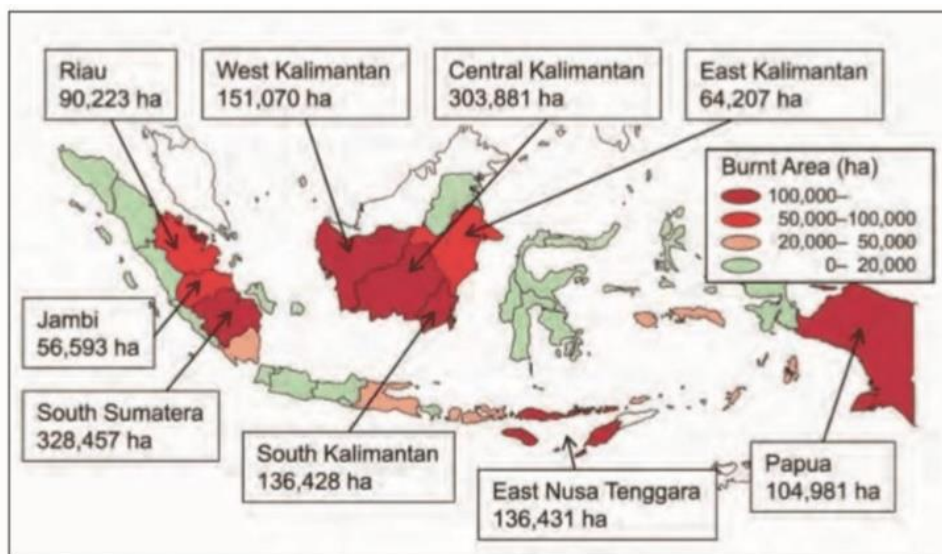 Riau
90,223 ha
West Kalimantan
151,070 ha
Central Kalimantan
303,881 ha
East Kalimantan
64,207 ha
Burnt Area (ha)
100,000–
50,000–100,000
20,000– 50,000
0– 20,000
Jambi
56,593 ha
South Sumatera
328,457 ha
South Kalimantan
136,428 ha
East Nusa Tenggara
136,431 ha
Papua
104,981 ha